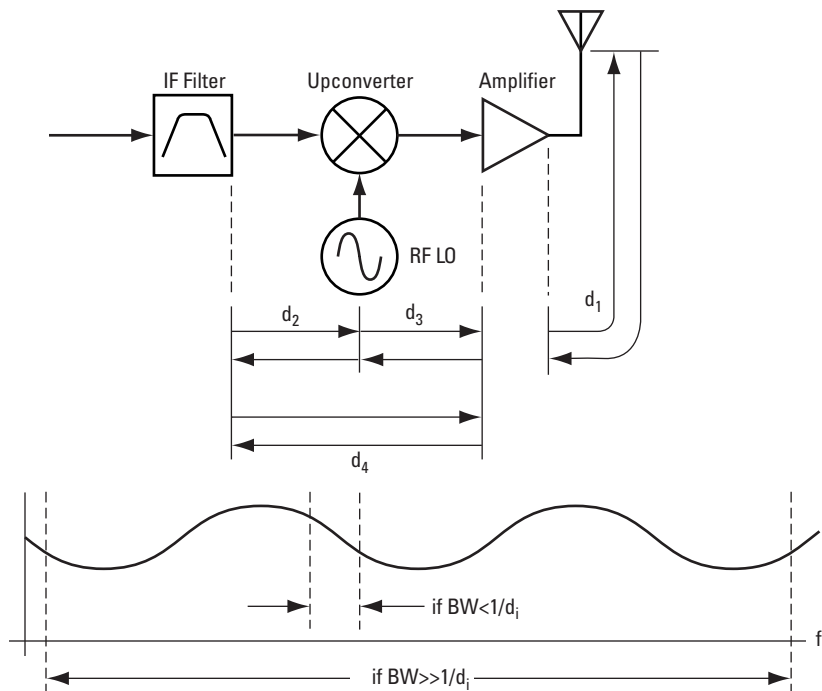 IF Filter
Upconverter
Amplifier
RF LO
d₁
d₂
d₃
d₄
if BW<1/dᵢ
f
if BW>>1/dᵢ